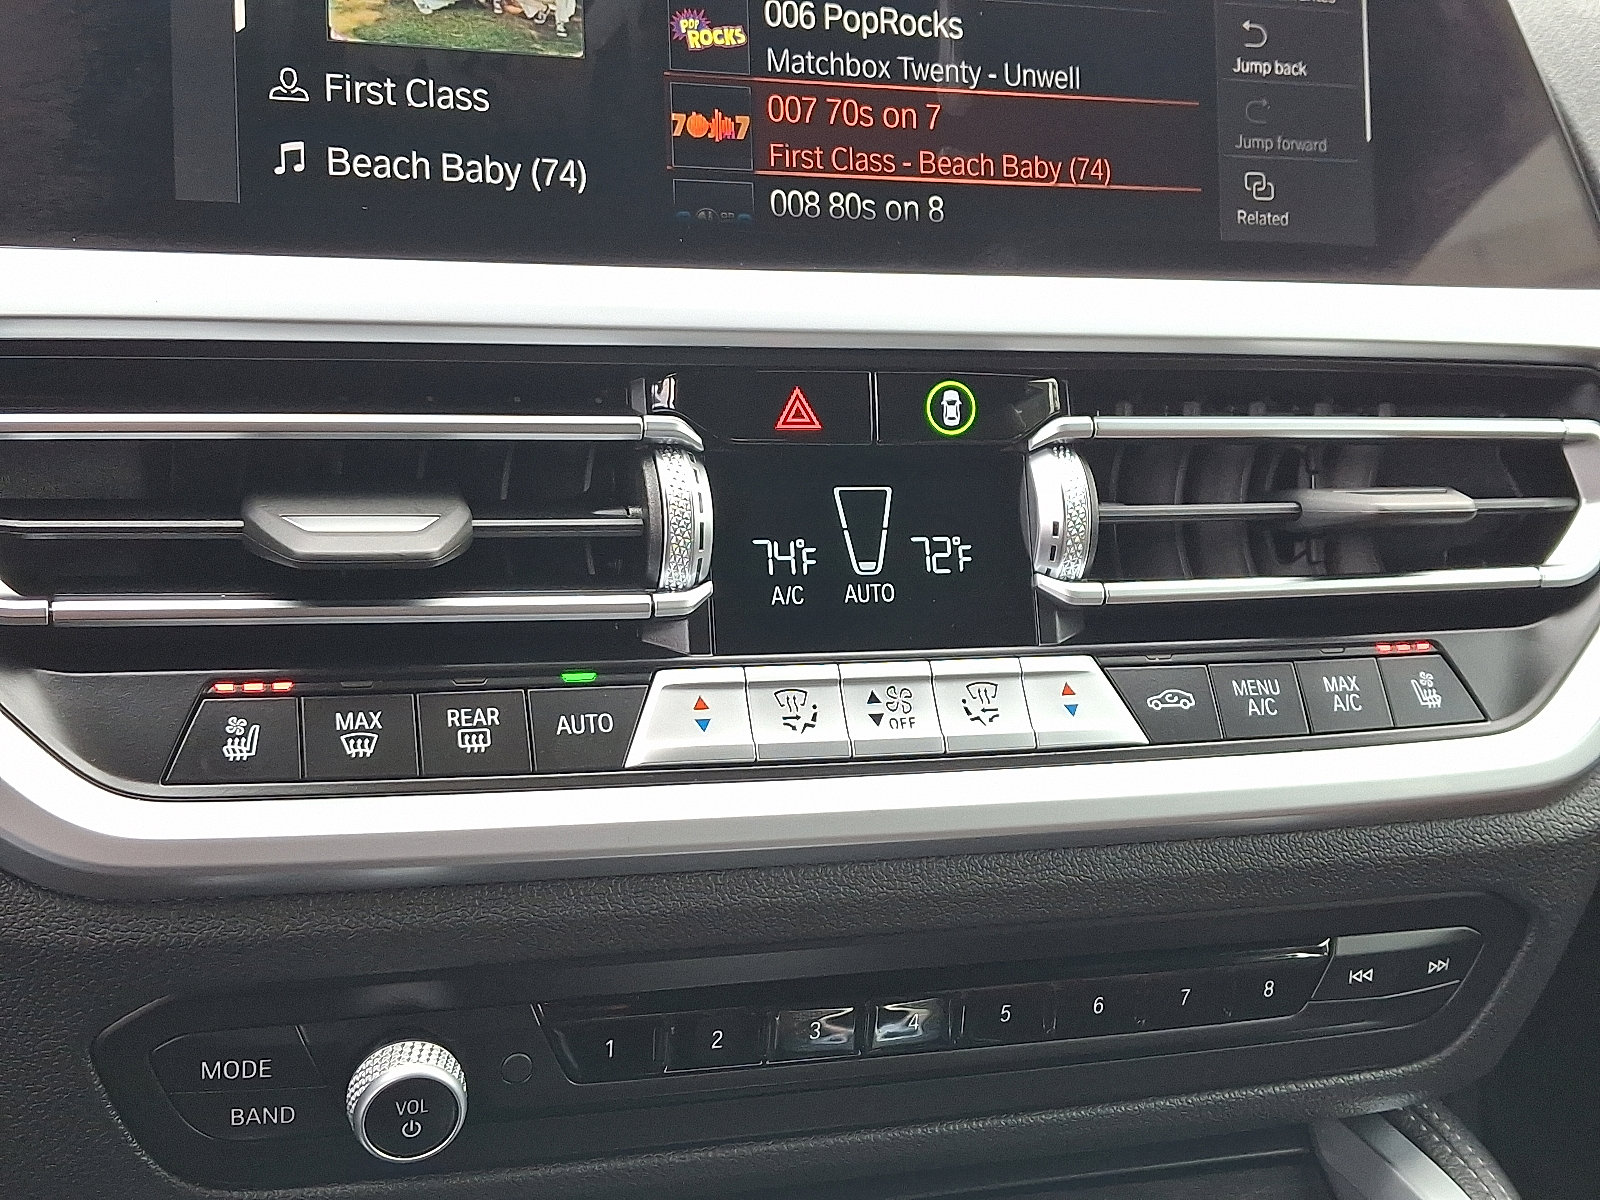 First Class
Beach Baby (74)
POP
ROCKS
006 PopRocks
Matchbox Twenty - Unwell
007 70s on 7
First Class - Beach Baby (74)
008 80s on 8
Jump back
Jump forward
Related
74°F
A/C
AUTO
72°F
MAX
REAR
AUTO
OFF
MENU
A/C
MAX
A/C
MODE
BAND
VOL
1
2
3
4
5
6
7
8